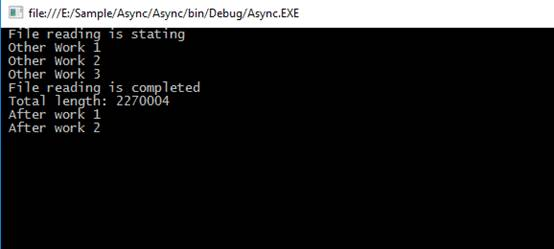 file:///E:/Sample/Async/Async/bin/Debug/Async.EXE
File reading is stating
Other Work 1
Other Work 2
Other Work 3
File reading is completed
Total length: 2270004
After work 1
After work 2